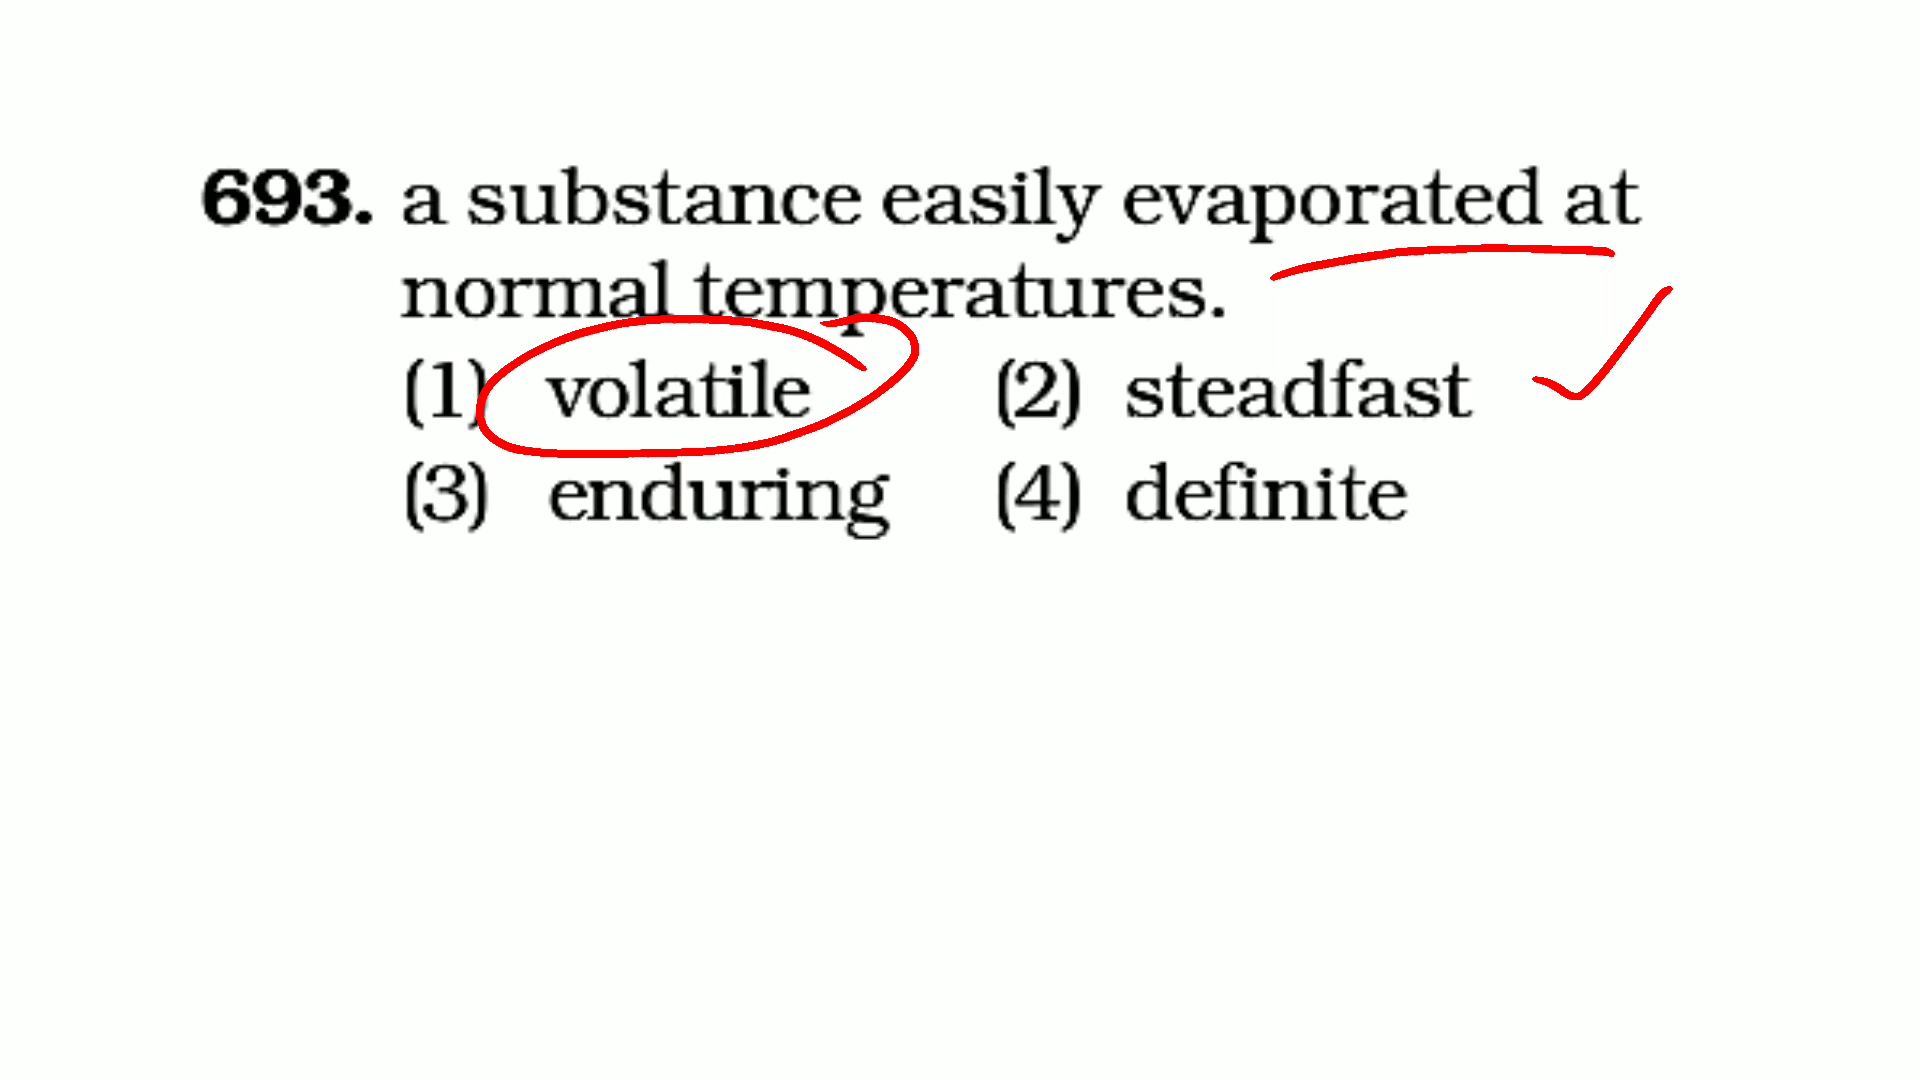 693. a substance easily evaporated at
normal temperatures.
(1) volatile (2) steadfast
(3) enduring (4) definite